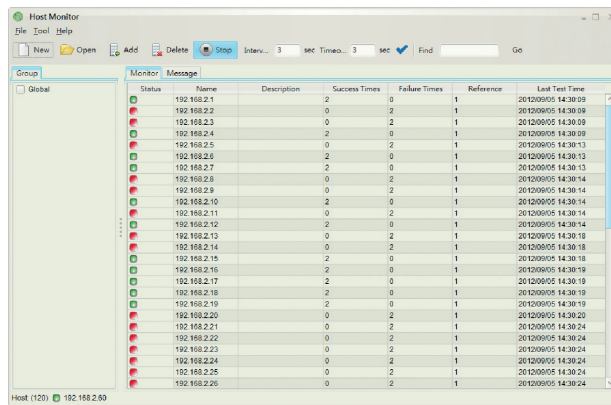 Host Monitor
File Tool Help
New Open Add Delete Stop Interv... 3 sec Timeo... 3 sec Find Go
Group Monitor Message
Global
Status Name Description Success Times Failure Times Reference Last Test Time
192.168.2.1 2 0 1 2012/09/05 14:30:09
192.168.2.2 0 2 1 2012/09/05 14:30:09
192.168.2.3 0 2 1 2012/09/05 14:30:09
192.168.2.4 2 0 1 2012/09/05 14:30:09
192.168.2.5 0 2 1 2012/09/05 14:30:13
192.168.2.6 2 0 1 2012/09/05 14:30:13
192.168.2.7 2 0 1 2012/09/05 14:30:13
192.168.2.8 0 2 1 2012/09/05 14:30:14
192.168.2.9 0 2 1 2012/09/05 14:30:14
192.168.2.10 2 0 1 2012/09/05 14:30:14
192.168.2.11 0 2 1 2012/09/05 14:30:14
192.168.2.12 2 0 1 2012/09/05 14:30:14
192.168.2.13 0 2 1 2012/09/05 14:30:18
192.168.2.14 0 2 1 2012/09/05 14:30:18
192.168.2.15 2 0 1 2012/09/05 14:30:18
192.168.2.16 2 0 1 2012/09/05 14:30:19
192.168.2.17 2 0 1 2012/09/05 14:30:19
192.168.2.18 2 0 1 2012/09/05 14:30:19
192.168.2.19 2 0 1 2012/09/05 14:30:19
192.168.2.20 0 2 1 2012/09/05 14:30:20
192.168.2.21 0 2 1 2012/09/05 14:30:24
192.168.2.22 0 2 1 2012/09/05 14:30:24
192.168.2.23 0 2 1 2012/09/05 14:30:24
192.168.2.24 0 2 1 2012/09/05 14:30:24
192.168.2.25 0 2 1 2012/09/05 14:30:24
192.168.2.26 0 2 1 2012/09/05 14:30:24
Host: (120) 192.168.2.60